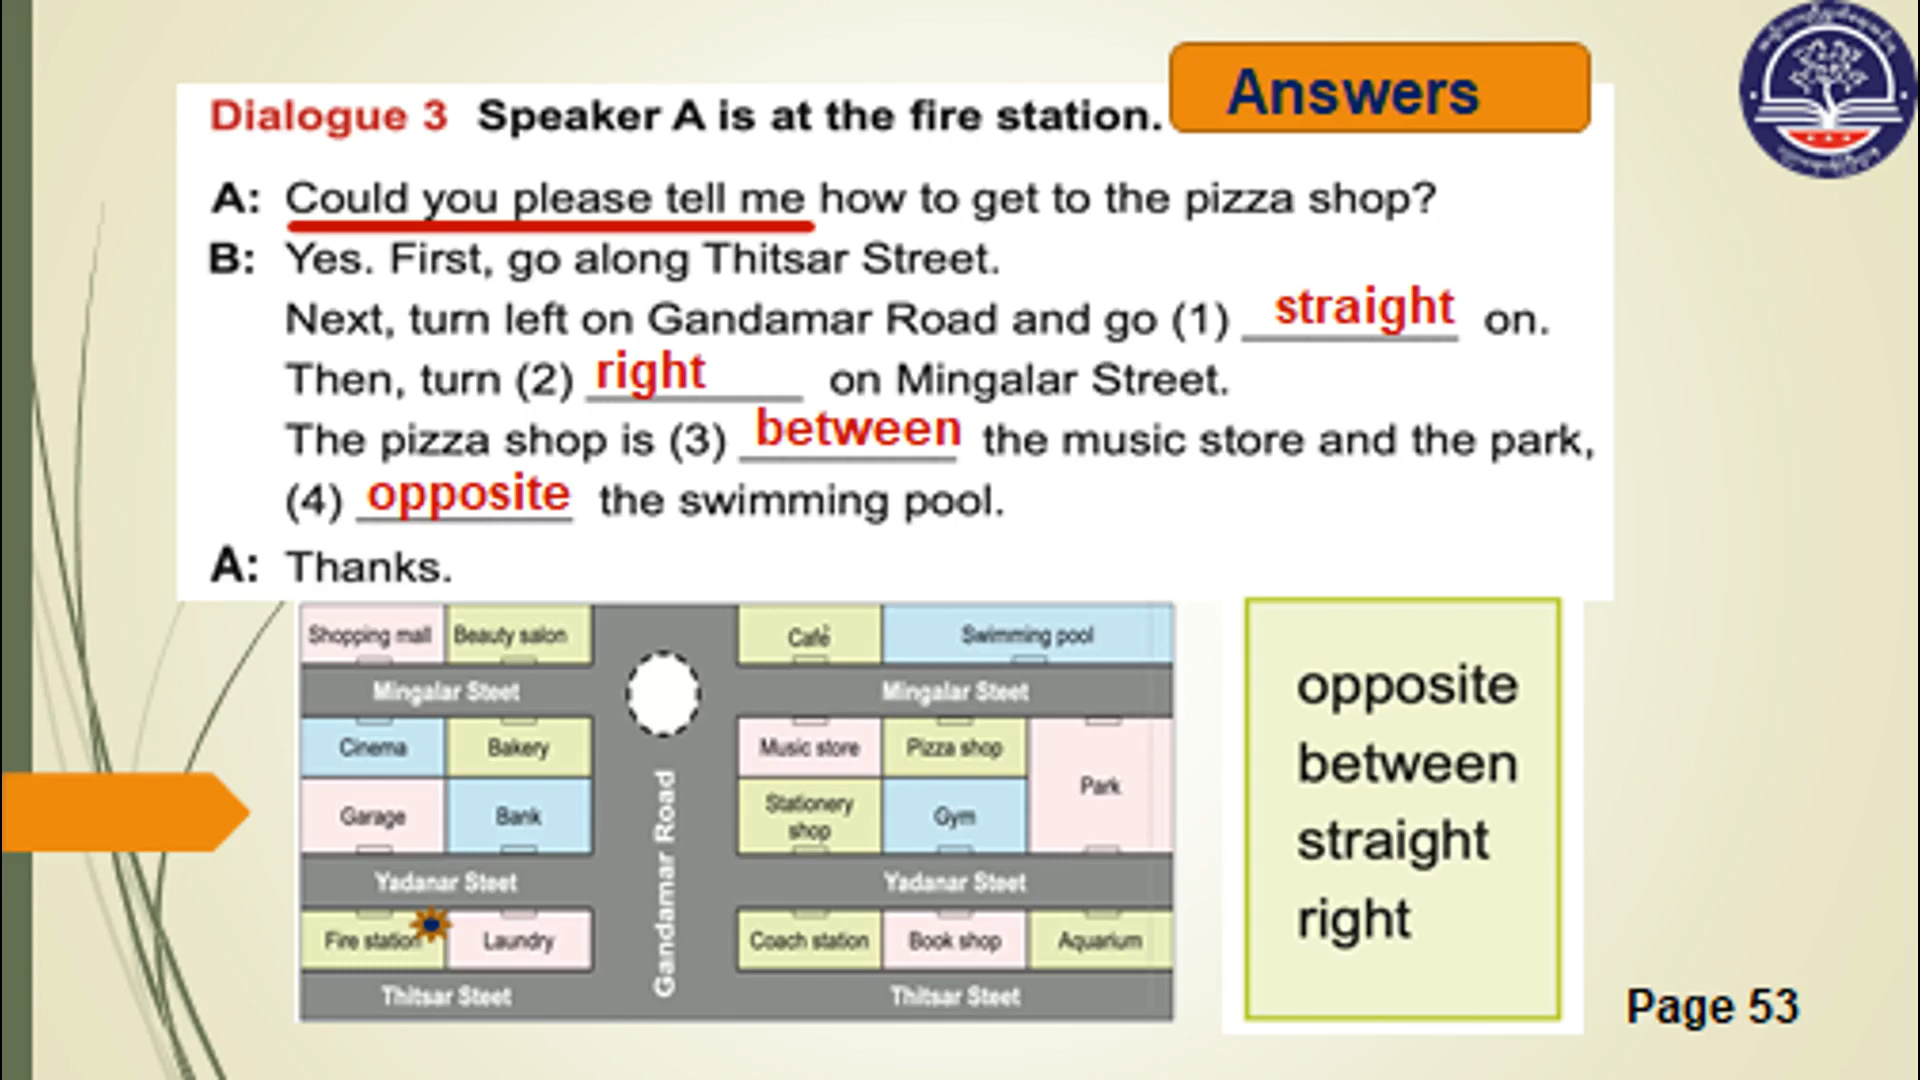 Answers
Dialogue 3 Speaker A is at the fire station.
A: Could you please tell me how to get to the pizza shop?
B: Yes. First, go along Thitsar Street.
Next, turn left on Gandamar Road and go (1) straight on.
Then, turn (2) right on Mingalar Street.
The pizza shop is (3) between the music store and the park,
(4) opposite the swimming pool.
A: Thanks.
Shopping mall Beauty salon Café Swimming pool
Mingalar Steet Mingalar Steet
Cinema Bakery Music store Pizza shop
Park
Garage Bank Stationery shop Gym
Gandamar Road
Yadanar Steet Yadanar Steet
Fire station Laundry Coach station Book shop Aquarium
Thitsar Steet Thitsar Steet
opposite
between
straight
right
Page 53